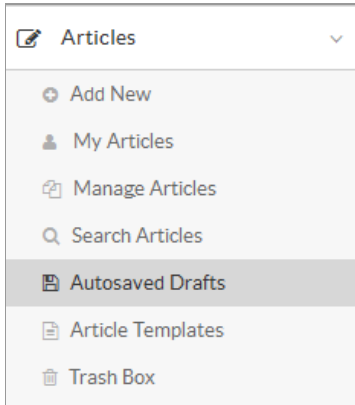 Articles
Add New
My Articles
Manage Articles
Search Articles
Autosaved Drafts
Article Templates
Trash Box